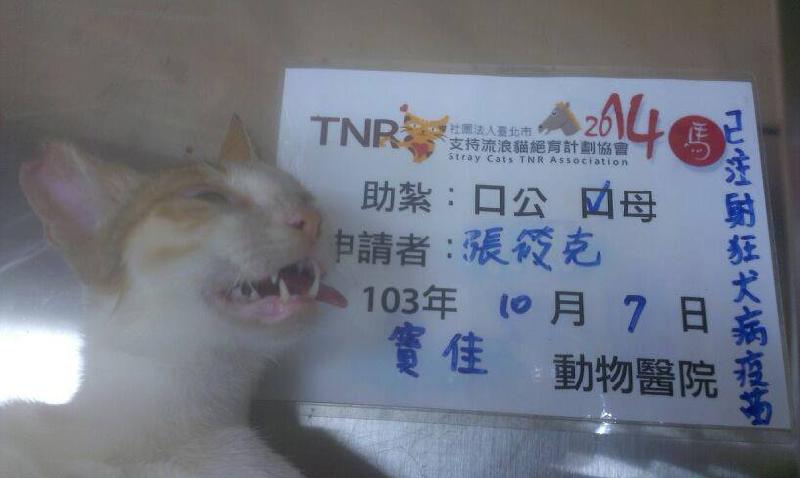 TNR 社團法人臺北市
支持流浪貓絕育計劃協會
Stray Cats TNR Association
2014 馬
助紮：口公 口母
申請者：張筱克
103年 10月 7日
寶佳 動物醫院
已注射狂犬病疫苗